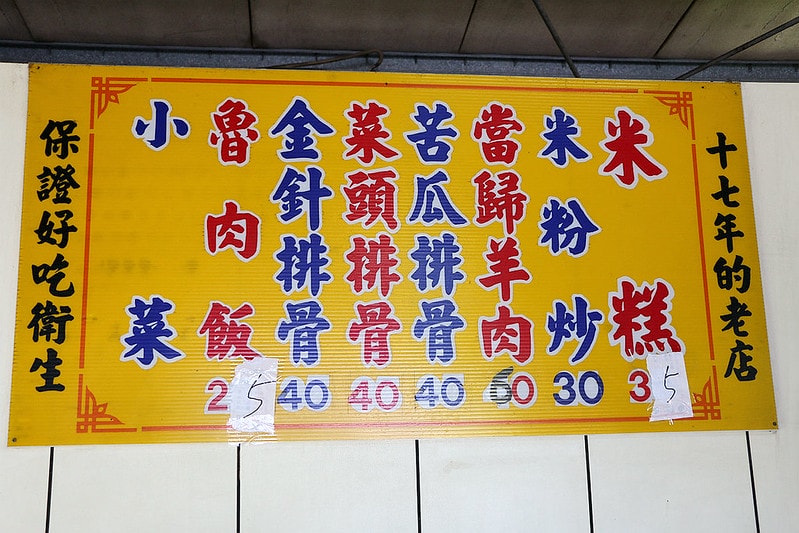 十七年的老店
米糕 35
米粉炒 30
當歸羊肉 60
苦瓜排骨 40
菜頭排骨 40
金針排骨 40
魯肉飯 25
小菜
保證好吃衛生